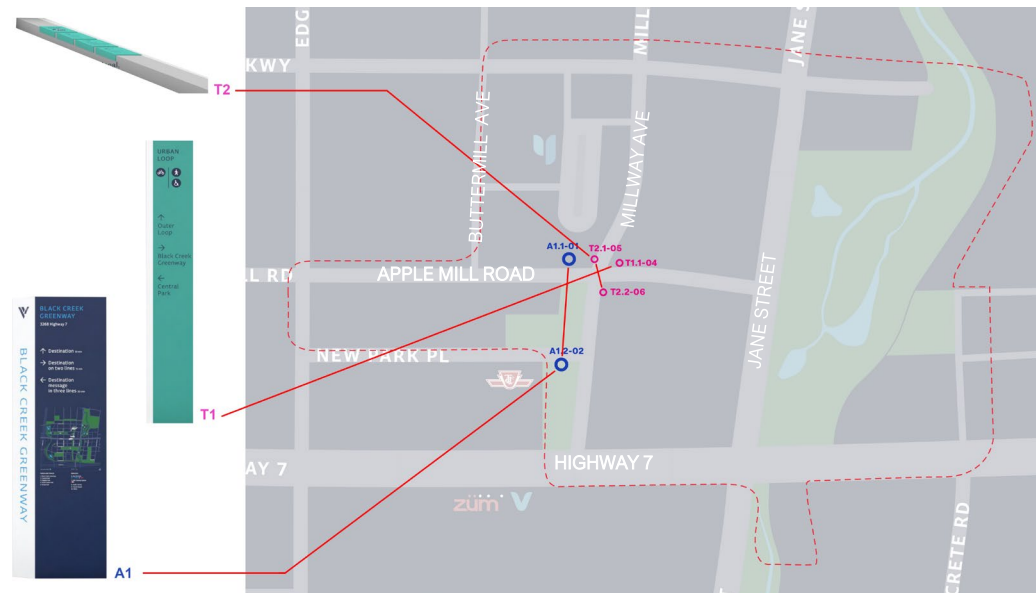 T2
URBAN
LOOP
Outer
Loop
Black Creek
Greenway
Central
Park
T1
BLACK CREEK
GREENWAY
Destination
Destination
on two lines
Destination
message
in three lines
BLACK CREEK GREENWAY
A1
EDG
KWY
BUTTERMILL AVE
MILL
MILLWAY AVE
JANE S
A1.1-01
T2.1-05
T1.1-04
T2.2-06
LL RD
APPLE MILL ROAD
JANE STREET
NEW PARK PL
A1.2-02
AY 7
HIGHWAY 7
züm
CRETE RD